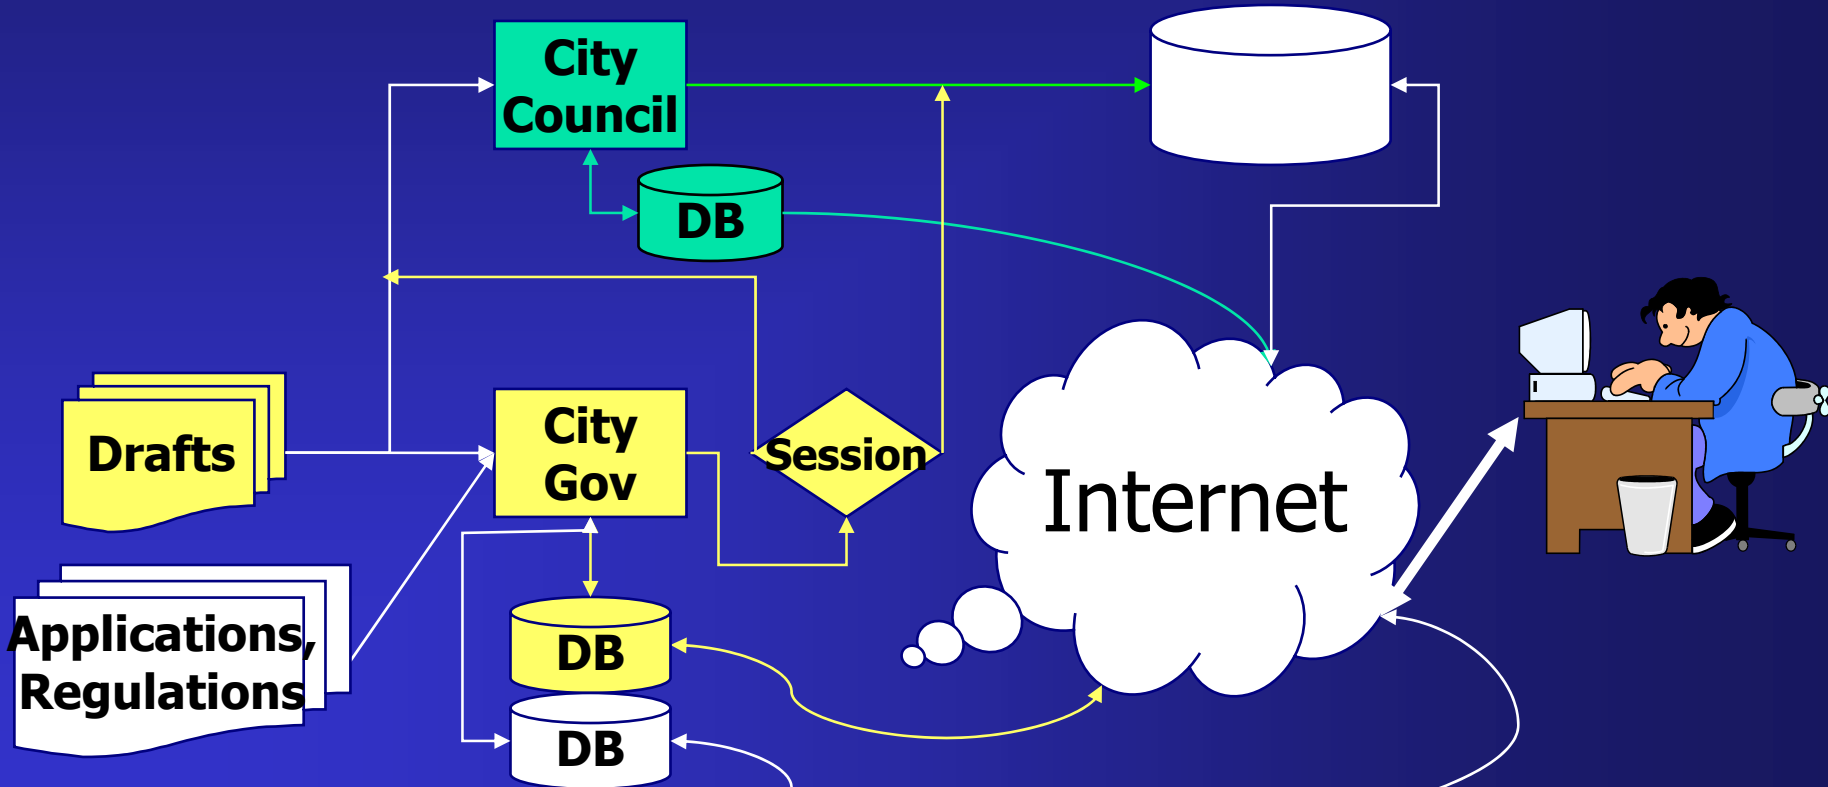 City
Council
DB
Drafts
City
Gov
Session
Internet
Applications,
Regulations
DB
DB